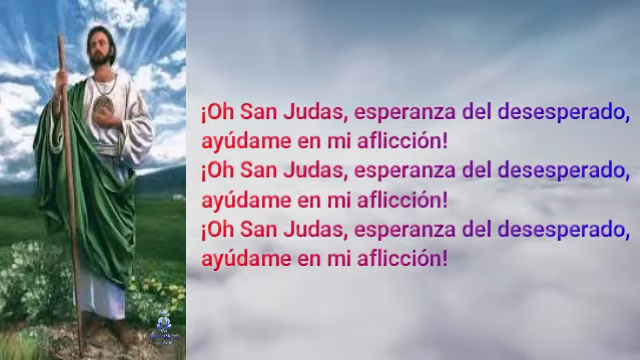 ¡Oh San Judas, esperanza del desesperado,
ayúdame en mi aflicción!
¡Oh San Judas, esperanza del desesperado,
ayúdame en mi aflicción!
¡Oh San Judas, esperanza del desesperado,
ayúdame en mi aflicción!